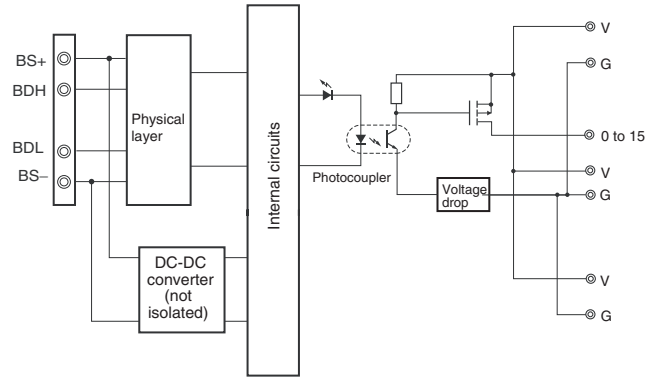 BS+
BDH
BDL
BS–
Physical
layer
DC-DC
converter
(not
isolated)
Internal circuits
Photocoupler
Voltage
drop
V
G
0 to 15
V
G
V
G